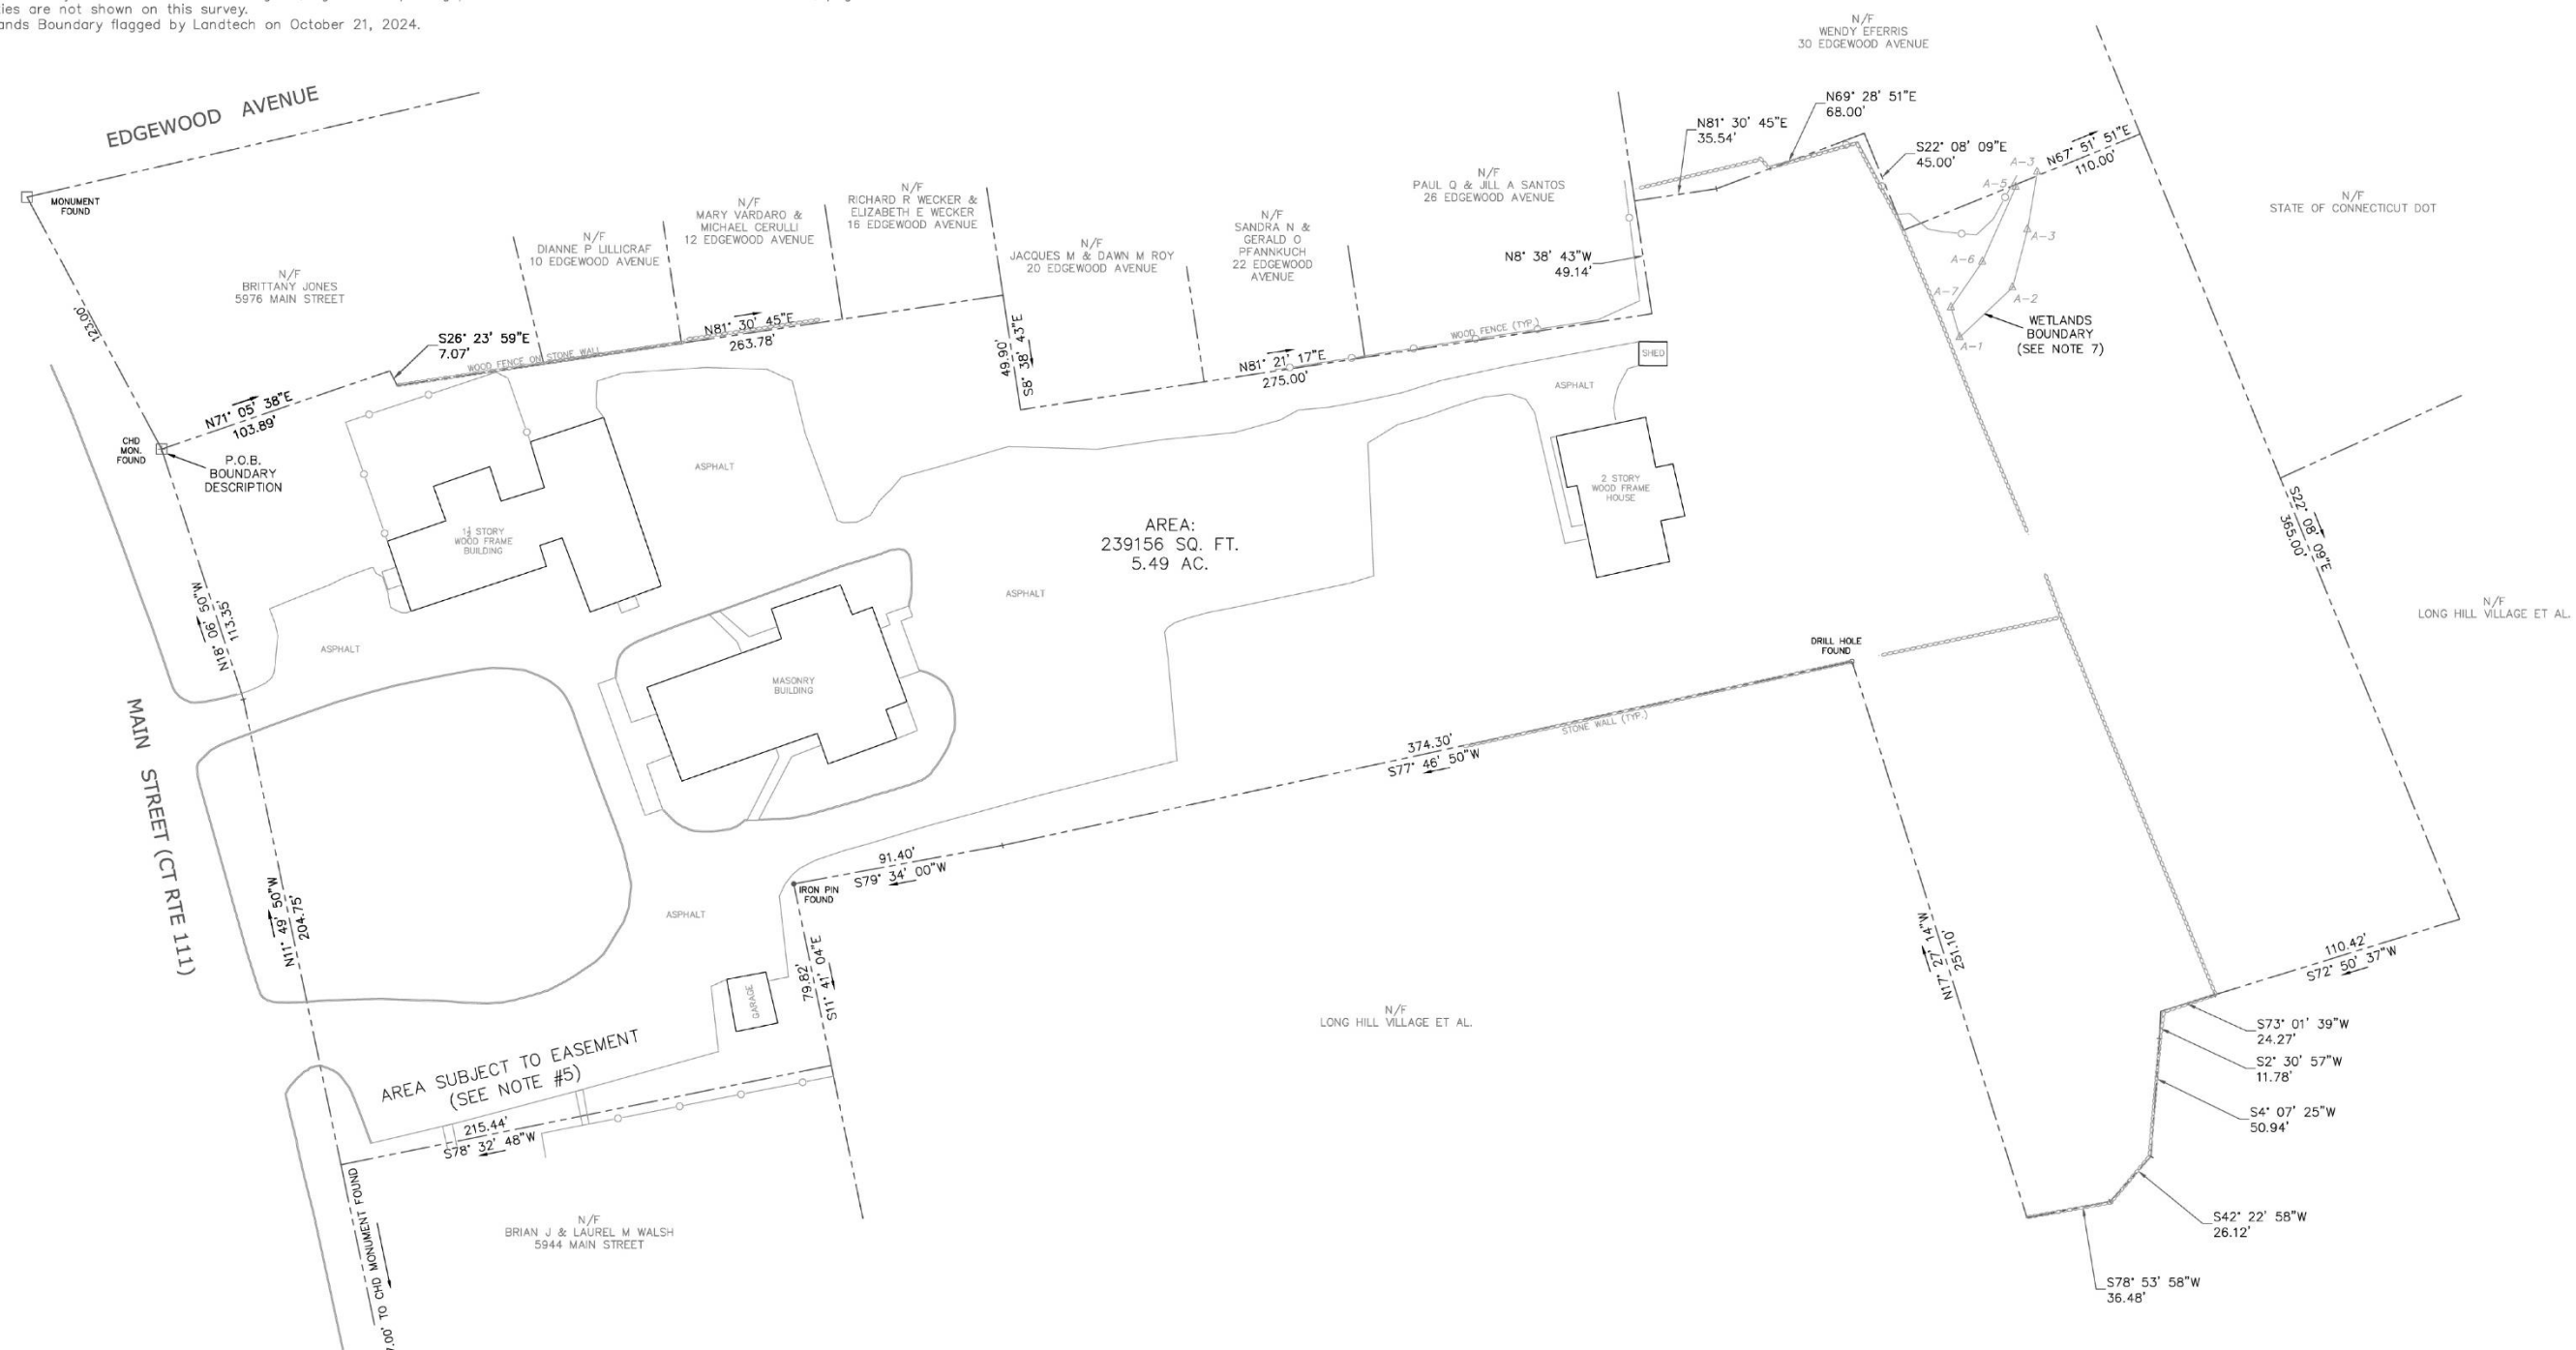 ies are not shown on this survey.
ands Boundary flagged by Landtech on October 21, 2024.
EDGEWOOD AVENUE
MONUMENT
FOUND
123.00'
N/F
BRITTANY JONES
5976 MAIN STREET
N/F
DIANNE P LILLICRAF
10 EDGEWOOD AVENUE
N/F
MARY VARDARO &
MICHAEL CERULLI
12 EDGEWOOD AVENUE
N/F
RICHARD R WECKER &
ELIZABETH E WECKER
16 EDGEWOOD AVENUE
N/F
JACQUES M & DAWN M ROY
20 EDGEWOOD AVENUE
N/F
SANDRA N &
GERALD O
PFANNKUCH
22 EDGEWOOD
AVENUE
N/F
PAUL Q & JILL A SANTOS
26 EDGEWOOD AVENUE
N/F
WENDY EFERRIS
30 EDGEWOOD AVENUE
N/F
STATE OF CONNECTICUT DOT
N81° 30' 45"E
35.54'
N69° 28' 51"E
68.00'
S22° 08' 09"E
45.00'
N67° 51' 51"E
110.00'
N8° 38' 43"W
49.14'
A-3
A-5
A-3
A-6
A-2
A-7
A-1
WETLANDS
BOUNDARY
(SEE NOTE 7)
S26° 23' 59"E
7.07'
WOOD FENCE ON STONE WALL
N81° 30' 45"E
263.78'
49.90'
S8° 38' 43"E
N81° 21' 17"E
275.00'
WOOD FENCE (TYP.)
SHED
ASPHALT
N71° 05' 38"E
103.89'
CHD
MON.
FOUND
P.O.B.
BOUNDARY
DESCRIPTION
1½ STORY
WOOD FRAME
BUILDING
ASPHALT
AREA:
239156 SQ. FT.
5.49 AC.
2 STORY
WOOD FRAME
HOUSE
S22° 08' 09"E
365.00'
N/F
LONG HILL VILLAGE ET AL.
N18° 06' 50"W
113.35'
ASPHALT
ASPHALT
MASONRY
BUILDING
DRILL HOLE
FOUND
STONE WALL (TYP.)
374.30'
S77° 46' 50"W
MAIN STREET (CT RTE 111)
N11° 49' 50"W
204.75'
91.40'
S79° 34' 00"W
IRON PIN
FOUND
ASPHALT
79.82'
S11° 41' 04"E
GARAGE
N17° 27' 14"W
251.10'
110.42'
S72° 50' 37"W
N/F
LONG HILL VILLAGE ET AL.
S73° 01' 39"W
24.27'
S2° 30' 57"W
11.78'
S4° 07' 25"W
50.94'
S42° 22' 58"W
26.12'
S78° 53' 58"W
36.48'
AREA SUBJECT TO EASEMENT
(SEE NOTE #5)
215.44'
S78° 32' 48"W
N/F
BRIAN J & LAUREL M WALSH
5944 MAIN STREET
.00' TO CHD MONUMENT FOUND